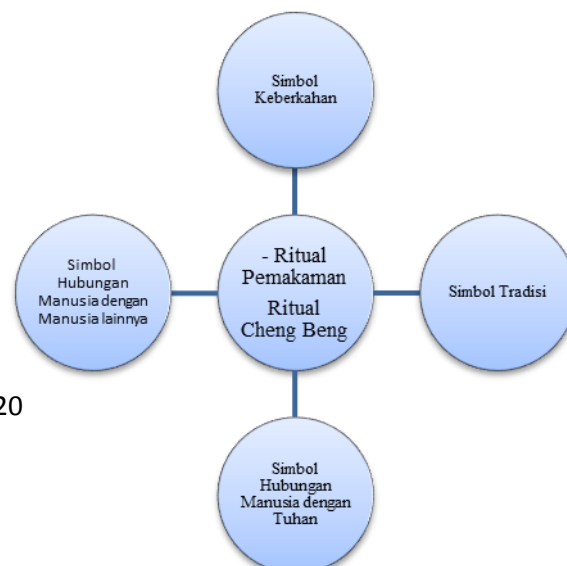 Simbol
Keberkahan
Simbol
Hubungan
Manusia dengan
Manusia lainnya
- Ritual
Pemakaman
Ritual
Cheng Beng
Simbol Tradisi
20
Simbol
Hubungan
Manusia dengan
Tuhan